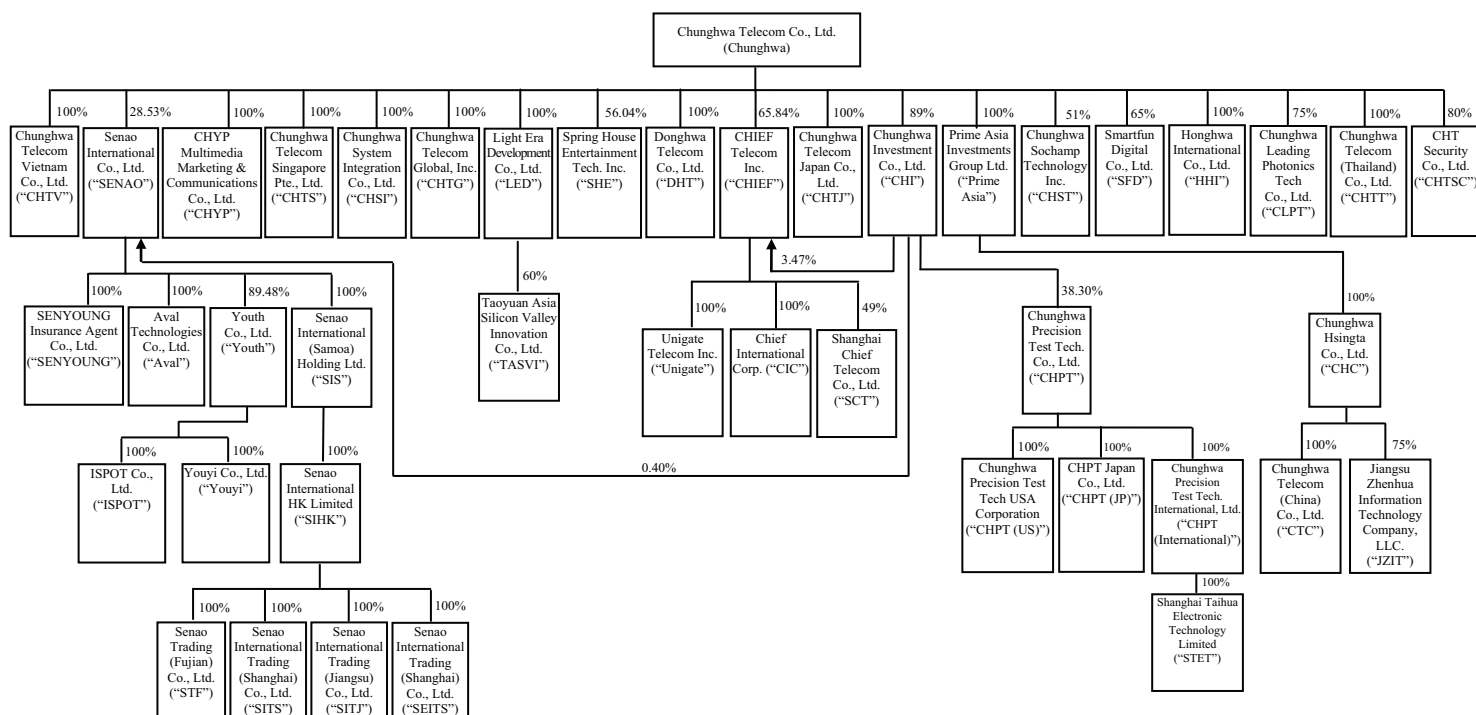 Chunghwa Telecom Co., Ltd.
(Chunghwa)
100%
28.53%
100%
100%
100%
100%
100%
56.04%
100%
65.84%
100%
89%
100%
51%
65%
100%
75%
100%
80%
Chunghwa
Telecom
Vietnam
Co., Ltd.
(“CHTV”)
Senao
International
Co., Ltd.
(“SENAO”)
CHYP
Multimedia
Marketing &
Communications
Co., Ltd.
(“CHYP”)
Chunghwa
Telecom
Singapore
Pte., Ltd.
(“CHTS”)
Chunghwa
System
Integration
Co., Ltd.
(“CHSI”)
Chunghwa
Telecom
Global, Inc.
(“CHTG”)
Light Era
Development
Co., Ltd.
(“LED”)
Spring House
Entertainment
Tech. Inc.
(“SHE”)
Donghwa
Telecom
Co., Ltd.
(“DHT”)
CHIEF
Telecom
Inc.
(“CHIEF”)
Chunghwa
Telecom
Japan Co.,
Ltd.
(“CHTJ”)
Chunghwa
Investment
Co., Ltd.
(“CHI”)
Prime Asia
Investments
Group Ltd.
(“Prime
Asia”)
Chunghwa
Sochamp
Technology
Inc.
(“CHST”)
Smartfun
Digital
Co., Ltd.
(“SFD”)
Honghwa
International
Co., Ltd.
(“HHI”)
Chunghwa
Leading
Photonics
Tech
Co., Ltd.
(“CLPT”)
Chunghwa
Telecom
(Thailand)
Co., Ltd.
(“CHTT”)
CHT
Security
Co., Ltd.
(“CHTSC”)
3.47%
100%
100%
89.48%
100%
60%
100%
100%
49%
38.30%
100%
SENYOUNG
Insurance Agent
Co., Ltd.
(“SENYOUNG”)
Aval
Technologies
Co., Ltd.
(“Aval”)
Youth
Co., Ltd.
(“Youth”)
Senao
International
(Samoa)
Holding Ltd.
(“SIS”)
Taoyuan Asia
Silicon Valley
Innovation
Co., Ltd.
(“TASVI”)
Unigate
Telecom Inc.
(“Unigate”)
Chief
International
Corp. (“CIC”)
Shanghai
Chief
Telecom
Co., Ltd.
(“SCT”)
Chunghwa
Precision
Test Tech.
Co., Ltd.
(“CHPT”)
Chunghwa
Hsingta
Co., Ltd.
(“CHC”)
100%
100%
100%
0.40%
100%
100%
100%
100%
75%
ISPOT Co.,
Ltd.
(“ISPOT”)
Youyi Co., Ltd.
(“Youyi”)
Senao
International
HK Limited
(“SIHK”)
Chunghwa
Precision Test
Tech USA
Corporation
(“CHPT (US)”)
CHPT Japan
Co., Ltd.
(“CHPT (JP)”)
Chunghwa
Precision
Test Tech.
International, Ltd.
(“CHPT
(International)”)
Chunghwa
Telecom
(China)
Co., Ltd.
(“CTC”)
Jiangsu
Zhenhua
Information
Technology
Company,
LLC.
(“JZIT”)
100%
100%
100%
100%
100%
Senao
Trading
(Fujian)
Co., Ltd.
(“STF”)
Senao
International
Trading
(Shanghai)
Co., Ltd.
(“SITS”)
Senao
International
Trading
(Jiangsu)
Co., Ltd.
(“SITJ”)
Senao
International
Trading
(Shanghai)
Co., Ltd.
(“SEITS”)
Shanghai Taihua
Electronic
Technology
Limited
(“STET”)